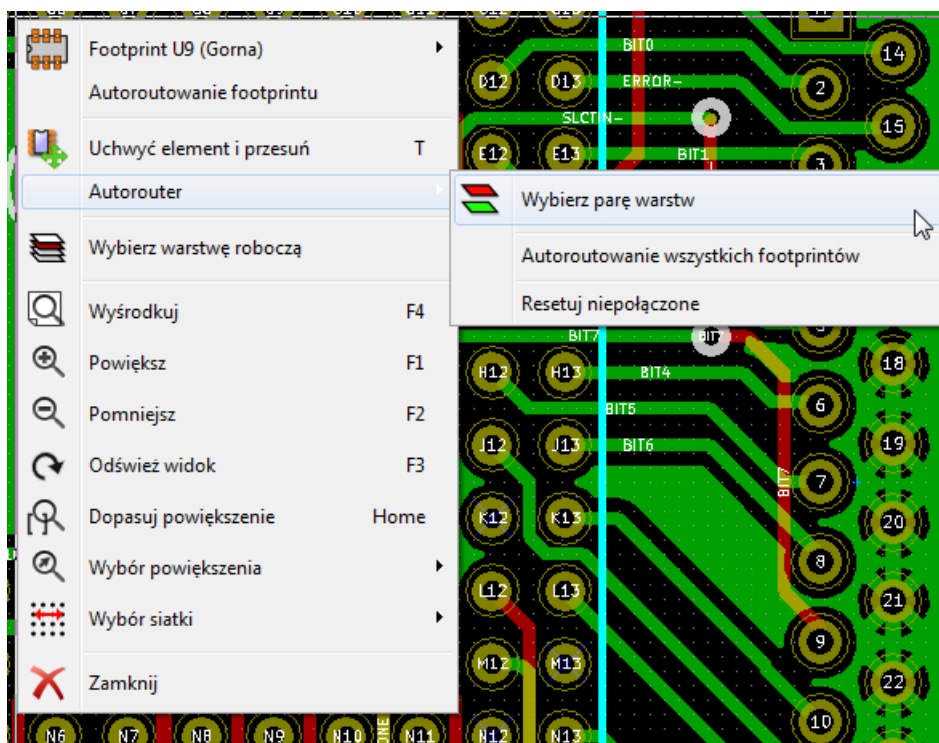 Footprint U9 (Gorna)
Autoroutowanie footprintu
Uchwyć element i przesuń T
Autorouter
Wybierz warstwę roboczą
Wyśrodkuj F4
Powiększ F1
Pomniejsz F2
Odśwież widok F3
Dopasuj powiększenie Home
Wybór powiększenia
Wybór siatki
Zamknij
Wybierz parę warstw
Autoroutowanie wszystkich footprintów
Resetuj niepołączone
BIT0
14
D12 D13 ERROR-
2
SLCTIN-
15
E12 E13 BIT1
3
BIT7 BIT7
H12 H13 BIT4
18
BIT5
6
J12 J13 BIT6
19
BIT7
7
K12 K13
20
8
L12 L13
21
9
M12 M13
22
10
N6 N7 N8 N9 N10 N11 N12 N13